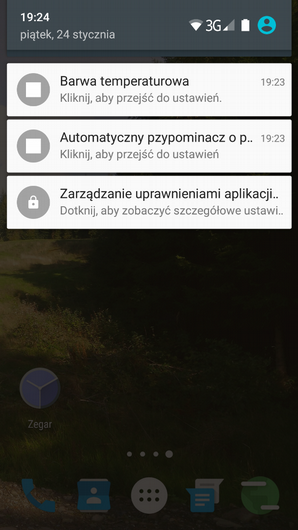 19:24
piątek, 24 stycznia
3G
Barwa temperaturowa 19:23
Kliknij, aby przejść do ustawień.
Automatyczny pzypominacz o p.. 19:23
Kliknij, aby przejść do ustawień
Zarządzanie uprawnieniami aplikacji..
Dotknij, aby zobaczyć szczegółowe ustawi..
Zegar